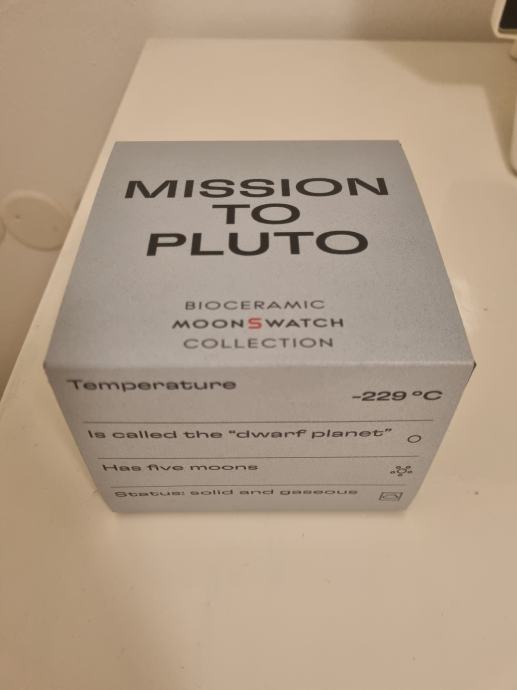 MISSION
TO
PLUTO
BIOCERAMIC
MOONSWATCH
COLLECTION
Temperature -229 °C
Is called the “dwarf planet”
Has five moons
Status: solid and gaseous